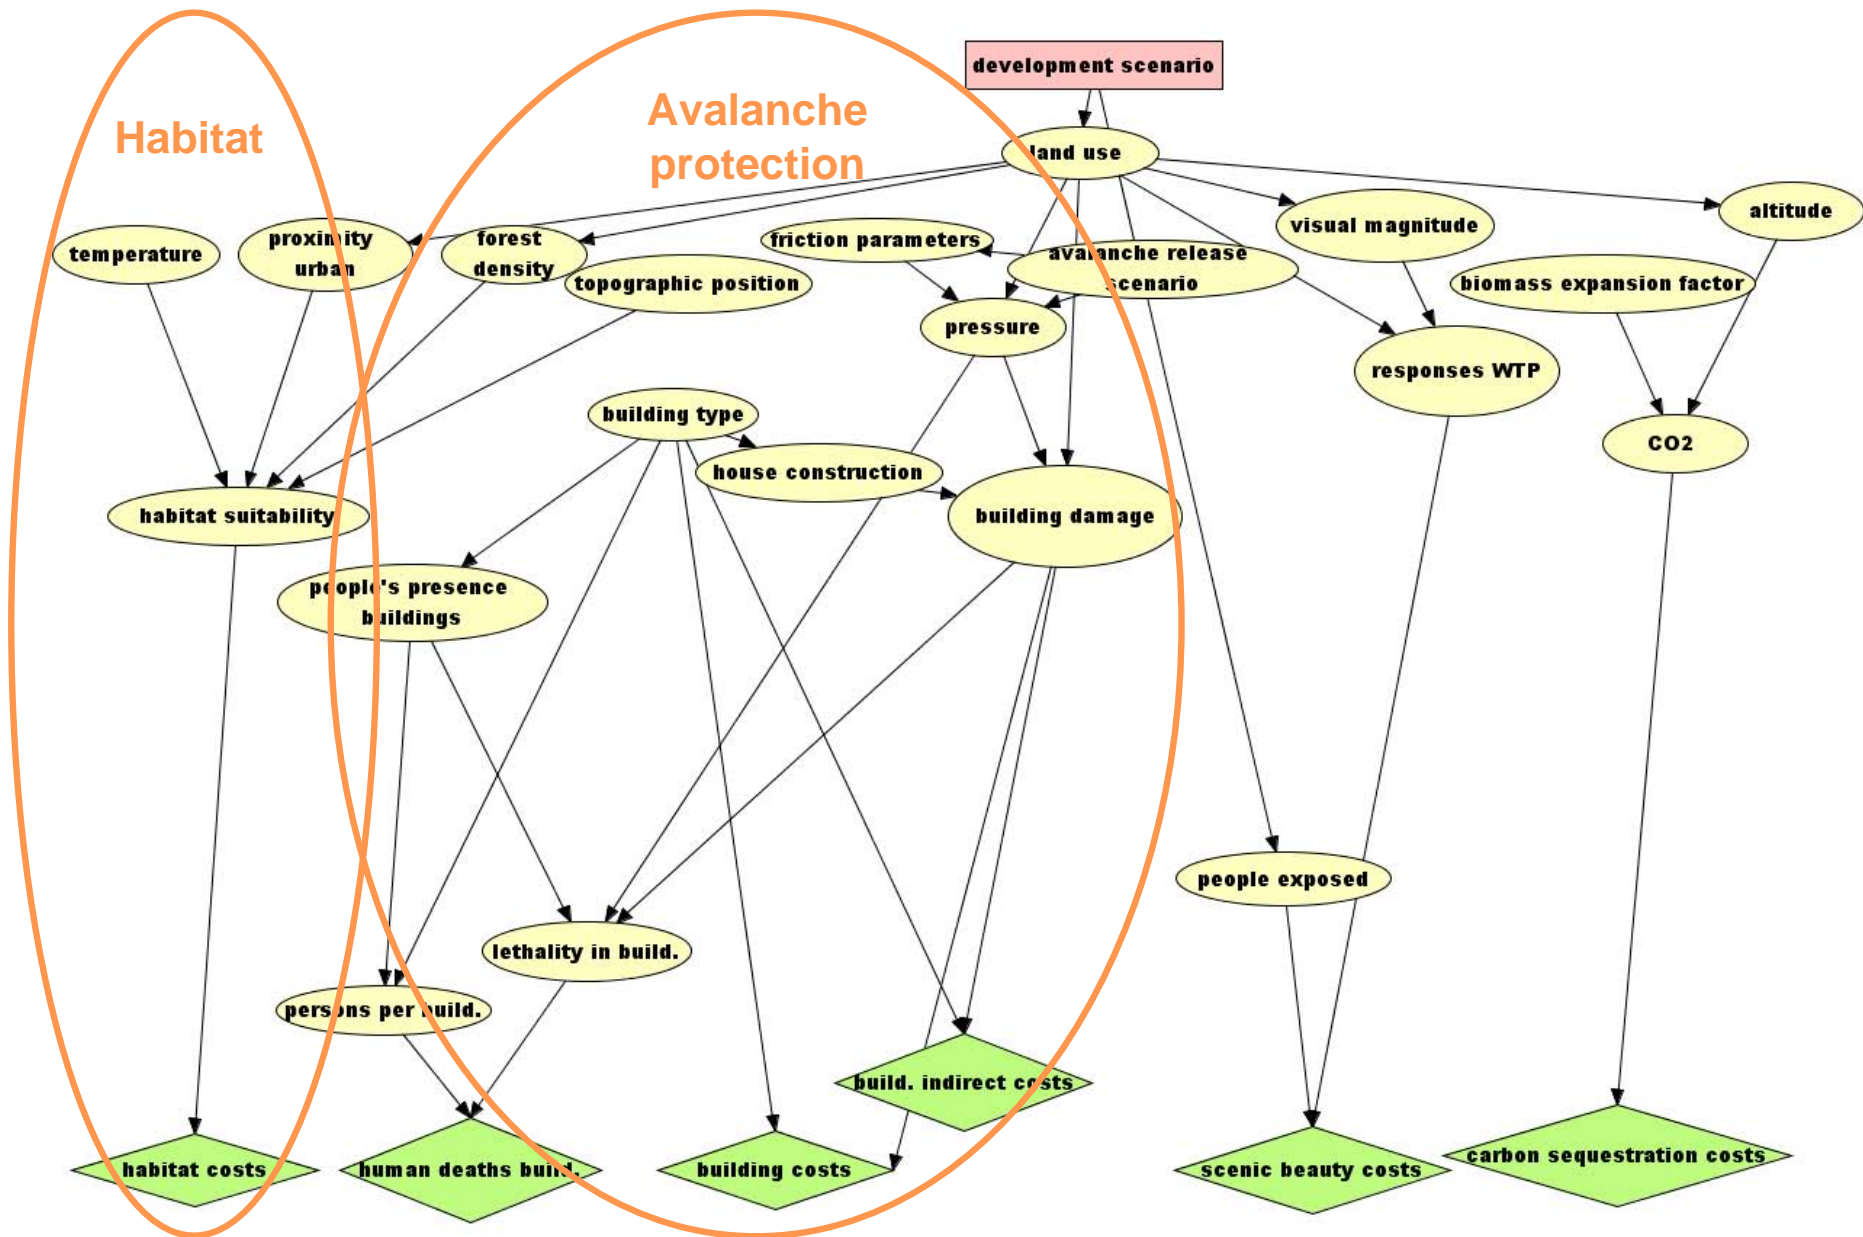 development scenario
Habitat
Avalanche
protection
land use
temperature
proximity
urban
forest
density
topographic position
friction parameters
avalanche release
scenario
visual magnitude
altitude
biomass expansion factor
pressure
responses WTP
building type
house construction
CO2
habitat suitability
building damage
people's presence
buildings
people exposed
lethality in build.
persons per build.
build. indirect costs
habitat costs
human deaths build.
building costs
scenic beauty costs
carbon sequestration costs